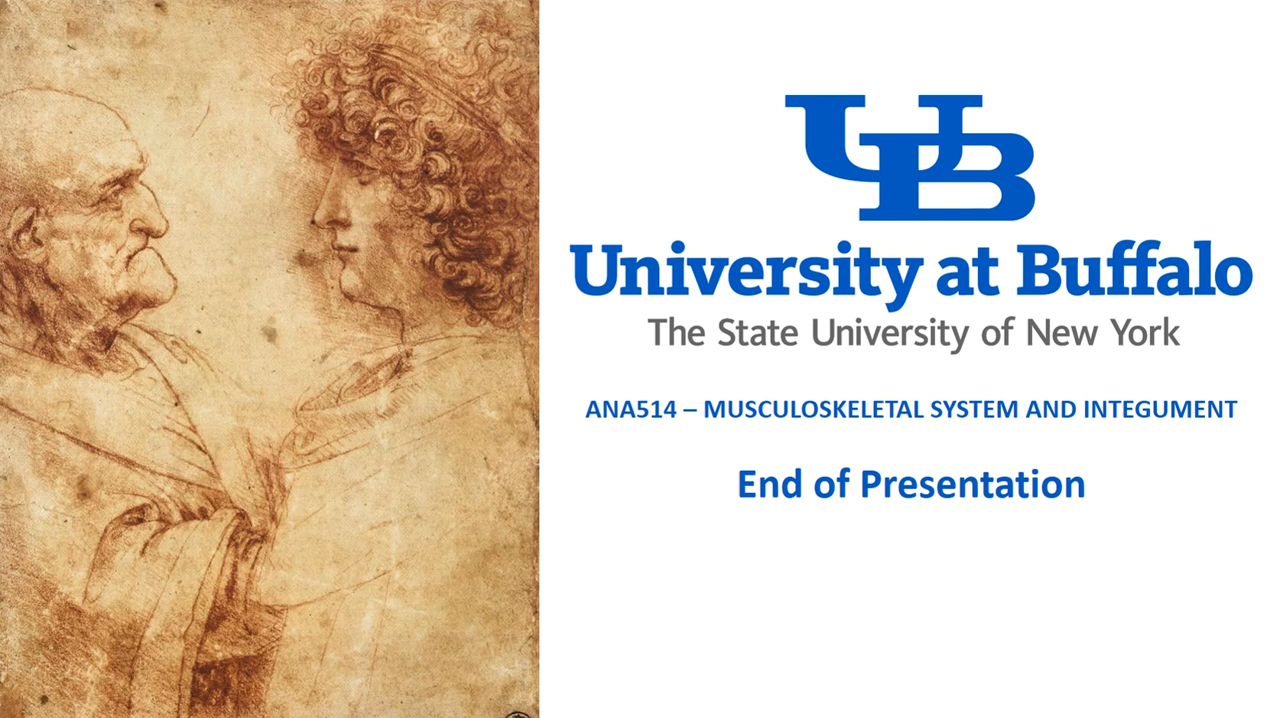 UB
University at Buffalo
The State University of New York
ANA514 – MUSCULOSKELETAL SYSTEM AND INTEGUMENT
End of Presentation